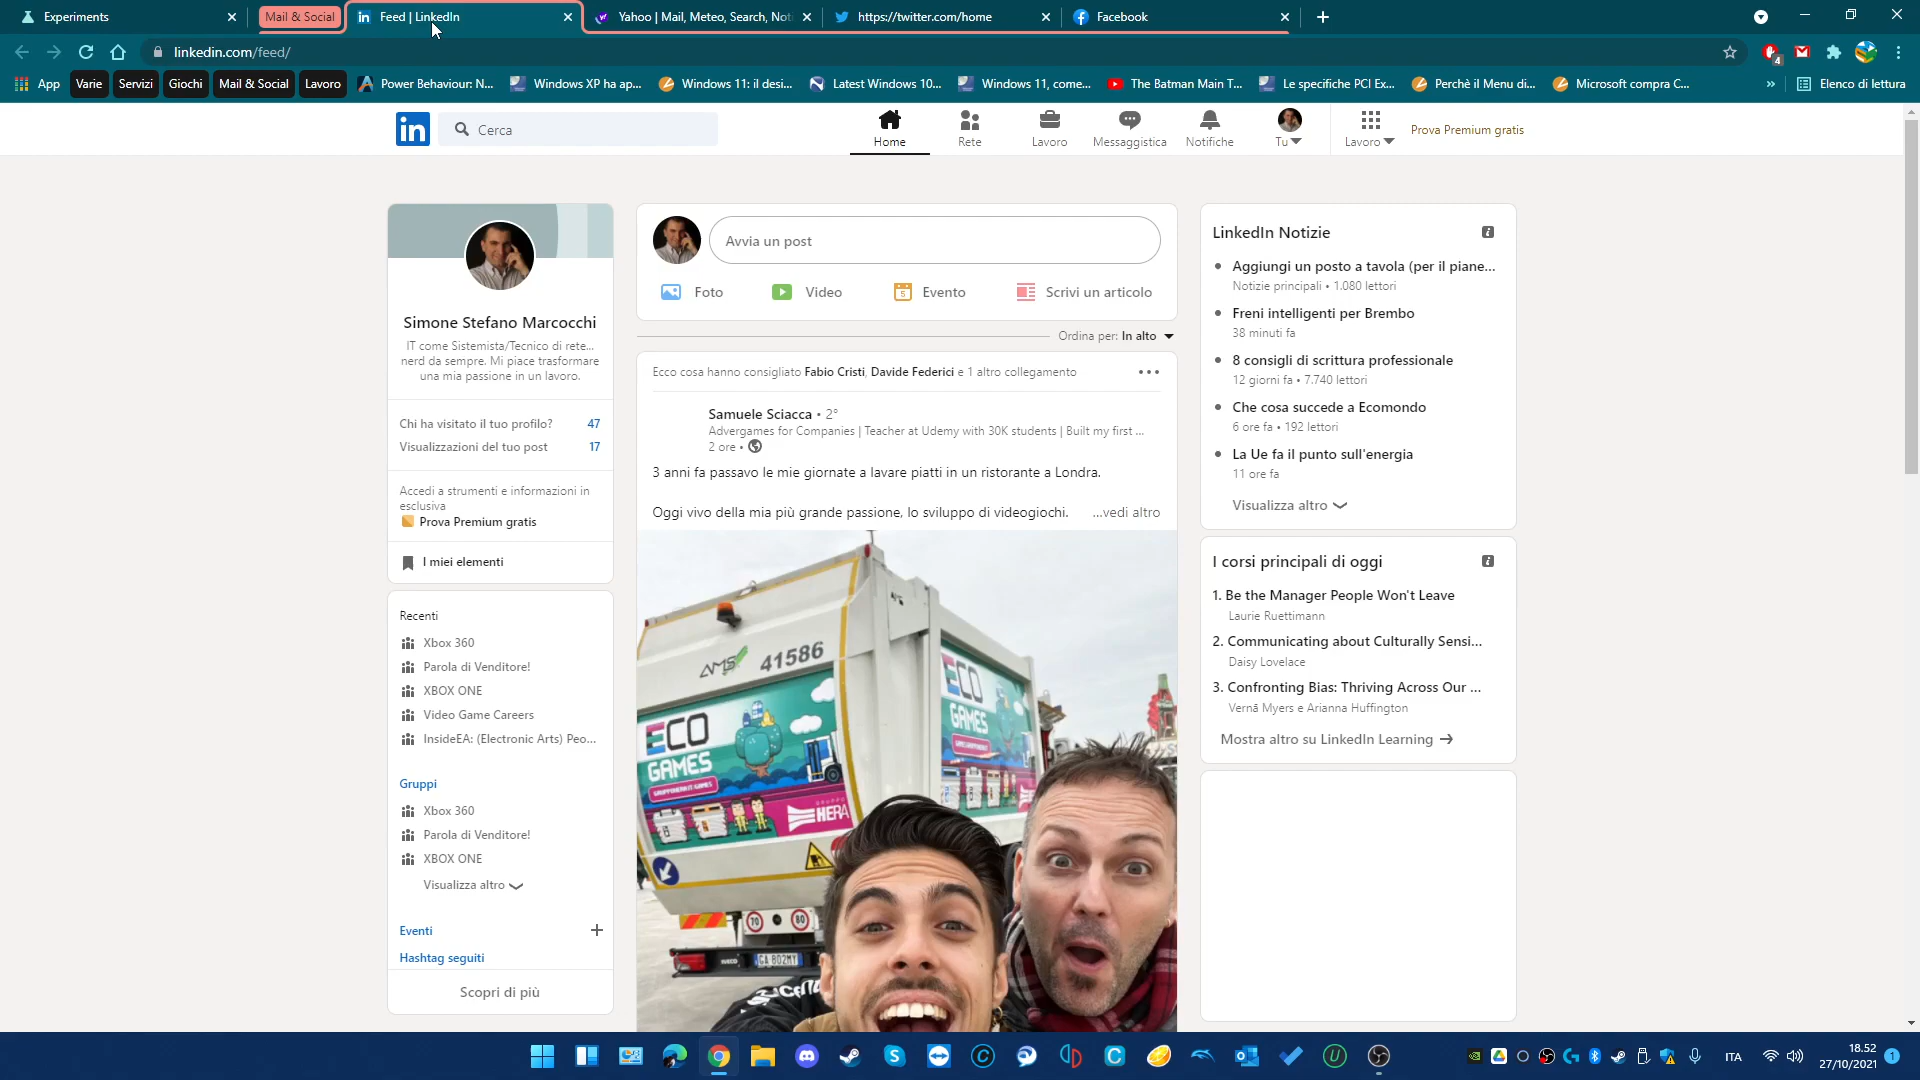 Experiments
Mail & Social
Feed | LinkedIn
Yahoo | Mail, Meteo, Search, Noti
https://twitter.com/home
Facebook
linkedin.com/feed/
4
App
Varie
Servizi
Giochi
Mail & Social
Lavoro
Power Behaviour: N...
Windows XP ha ap...
Windows 11: il desi...
Latest Windows 10...
Windows 11, come...
The Batman Main T...
Le specifiche PCI Ex...
Perchè il Menu di...
Microsoft compra C...
»
Elenco di lettura
in
Cerca
Home
Rete
Lavoro
Messaggistica
Notifiche
Tu
Lavoro
Prova Premium gratis
Simone Stefano Marcocchi
IT come Sistemista/Tecnico di rete...
nerd da sempre. Mi piace trasformare
una mia passione in un lavoro.
Chi ha visitato il tuo profilo? 47
Visualizzazioni del tuo post 17
Accedi a strumenti e informazioni in
esclusiva
Prova Premium gratis
I miei elementi
Recenti
Xbox 360
Parola di Venditore!
XBOX ONE
Video Game Careers
InsideEA: (Electronic Arts) Peo...
Gruppi
Xbox 360
Parola di Venditore!
XBOX ONE
Visualizza altro
Eventi
Hashtag seguiti
Scopri di più
Avvia un post
Foto
Video
Evento
Scrivi un articolo
Ordina per: In alto
Ecco cosa hanno consigliato Fabio Cristi, Davide Federici e 1 altro collegamento
Samuele Sciacca • 2°
Advergames for Companies | Teacher at Udemy with 30K students | Built my first ...
2 ore •
3 anni fa passavo le mie giornate a lavare piatti in un ristorante a Londra.
Oggi vivo della mia più grande passione, lo sviluppo di videogiochi. ...vedi altro
AMS 41586
ECO
GAMES
ECO
GAMES
GRUPPO
HERA
70
80
IVECO
GA 802MY
LinkedIn Notizie
Aggiungi un posto a tavola (per il piane...
Notizie principali • 1.080 lettori
Freni intelligenti per Brembo
38 minuti fa
8 consigli di scrittura professionale
12 giorni fa • 7.740 lettori
Che cosa succede a Ecomondo
6 ore fa • 192 lettori
La Ue fa il punto sull'energia
11 ore fa
Visualizza altro
I corsi principali di oggi
1. Be the Manager People Won't Leave
Laurie Ruettimann
2. Communicating about Culturally Sensi...
Daisy Lovelace
3. Confronting Bias: Thriving Across Our ...
Vernā Myers e Arianna Huffington
Mostra altro su LinkedIn Learning
ITA
18.52
27/10/2021
1